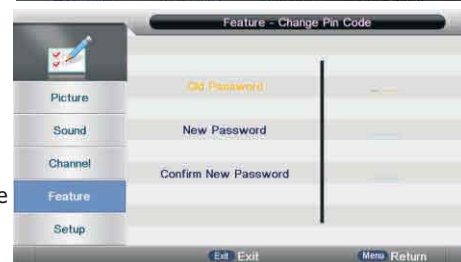 Feature - Change Pin Code
Picture
Sound
Channel
Feature
Setup
Old Password
New Password
Confirm New Password
Exit Exit
Menu Return
e